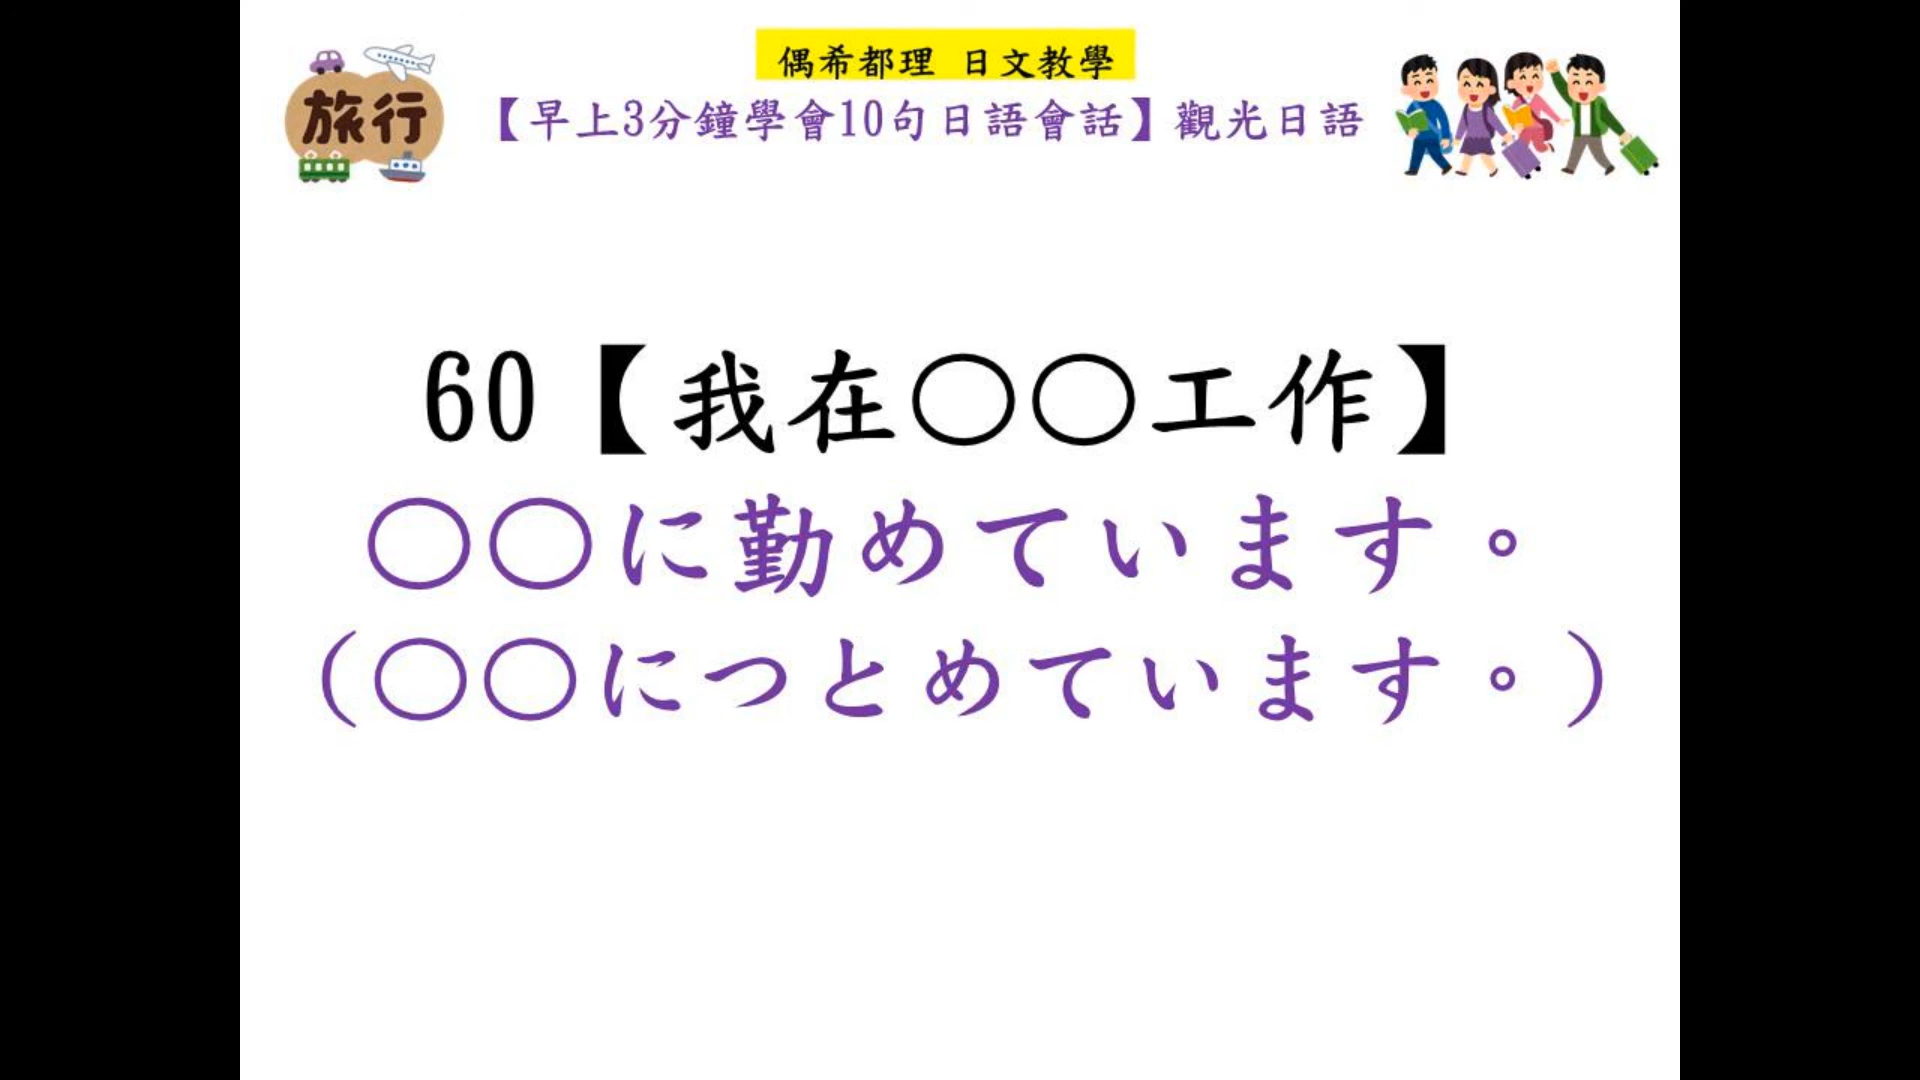 旅行
偶希都理 日文教學
【早上3分鐘學會10句日語會話】觀光日語
60【我在○○工作】
○○に勤めています。
(○○につとめています。)